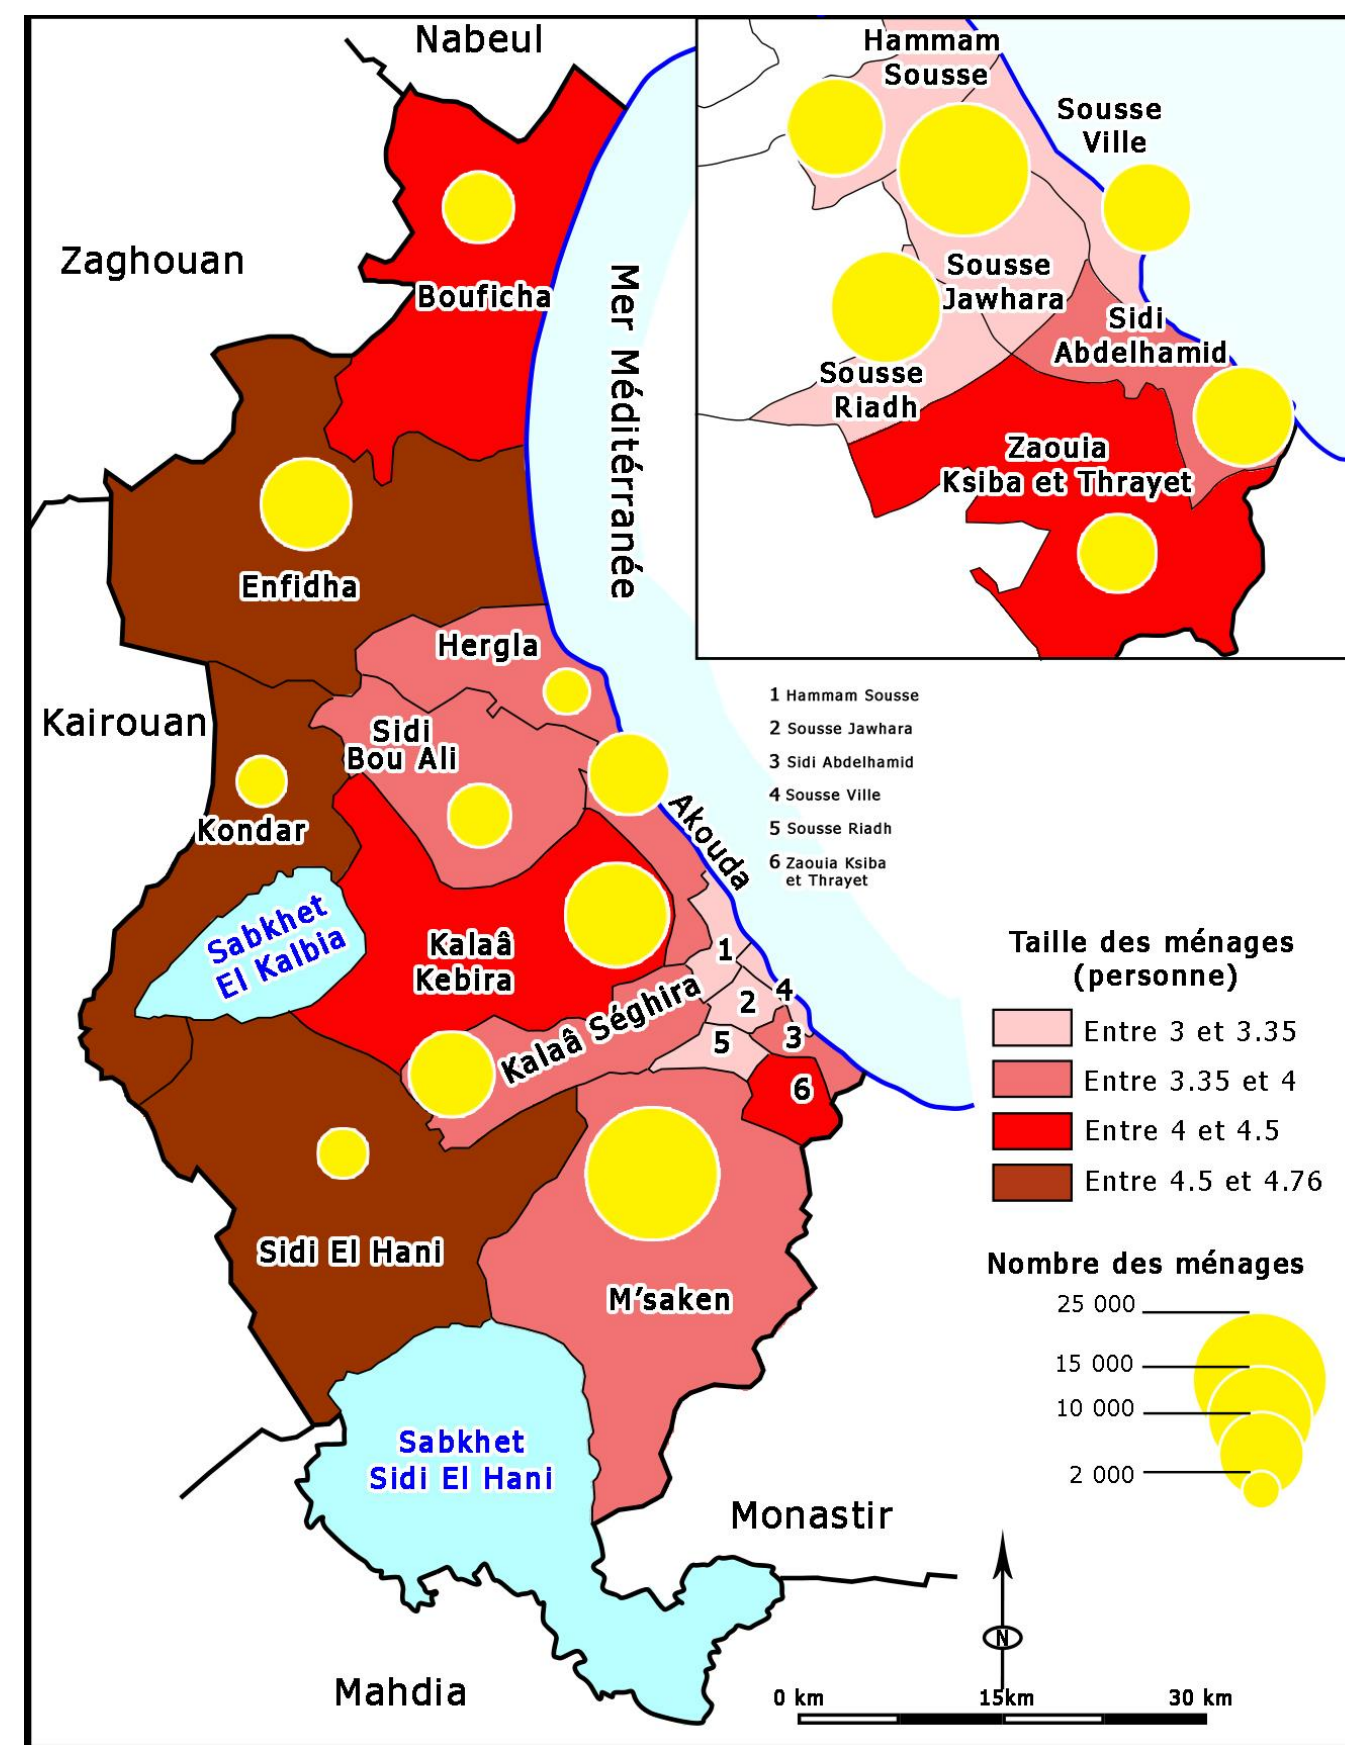 Nabeul
Zaghouan
Bouficha
Mer Méditérranée
Enfidha
Hergla
Kairouan
Sidi
Bou Ali
Kondar
Akouda
Sabkhet
El Kalbia
Kalaâ
Kebira
Kalaâ Séghira
1
2
4
3
5
6
Sidi El Hani
M'saken
Sabkhet
Sidi El Hani
Monastir
Mahdia
Hammam
Sousse
Sousse
Ville
Sousse
Jawhara
Sidi
Abdelhamid
Sousse
Riadh
Zaouia
Ksiba et Thrayet
1 Hammam Sousse
2 Sousse Jawhara
3 Sidi Abdelhamid
4 Sousse Ville
5 Sousse Riadh
6 Zaouia Ksiba
et Thrayet
Taille des ménages
(personne)
Entre 3 et 3.35
Entre 3.35 et 4
Entre 4 et 4.5
Entre 4.5 et 4.76
Nombre des ménages
25 000
15 000
10 000
2 000
N
0 km 15km 30 km